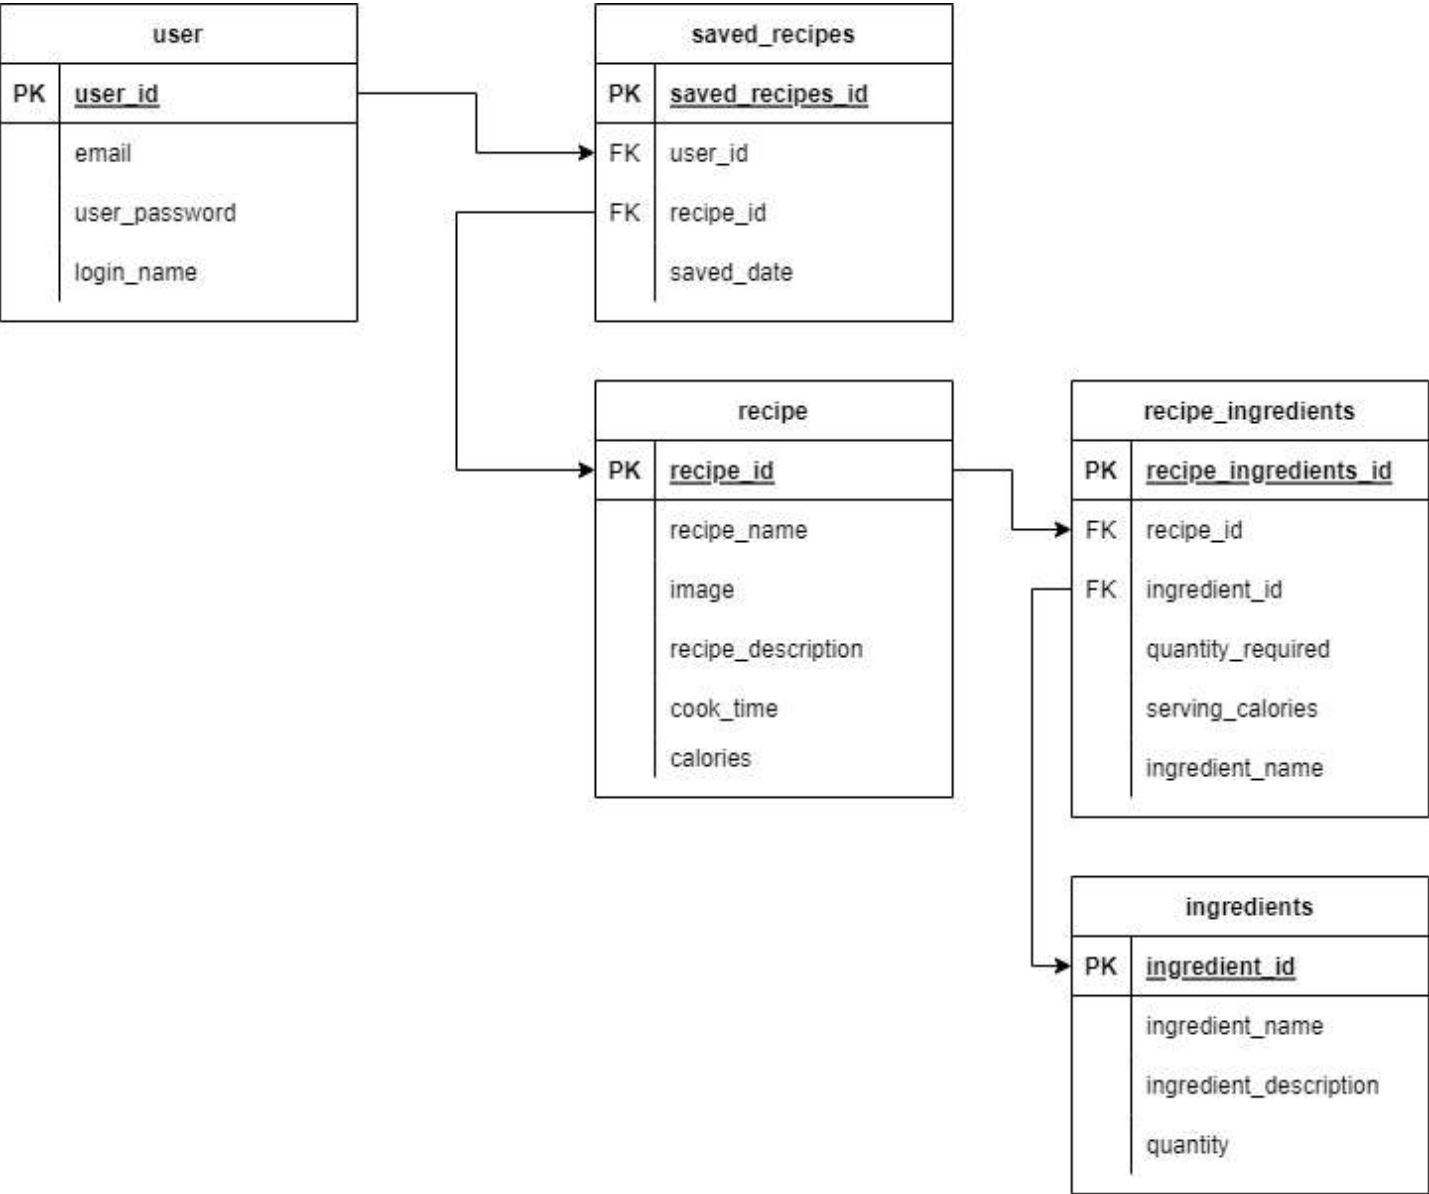 user
PK user_id
email
user_password
login_name
saved_recipes
PK saved_recipes_id
FK user_id
FK recipe_id
saved_date
recipe
PK recipe_id
recipe_name
image
recipe_description
cook_time
calories
recipe_ingredients
PK recipe_ingredients_id
FK recipe_id
FK ingredient_id
quantity_required
serving_calories
ingredient_name
ingredients
PK ingredient_id
ingredient_name
ingredient_description
quantity